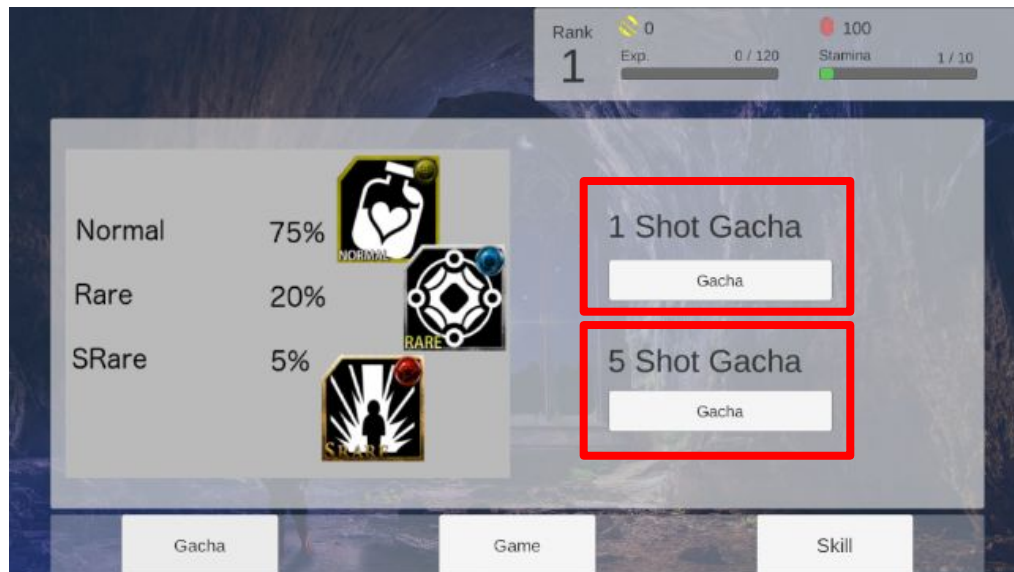 Rank
1
0
100
Exp.
0 / 120
Stamina
1 / 10
Normal 75%
NORMAL
Rare 20%
RARE
SRare 5%
SRARE
1 Shot Gacha
Gacha
5 Shot Gacha
Gacha
Gacha
Game
Skill